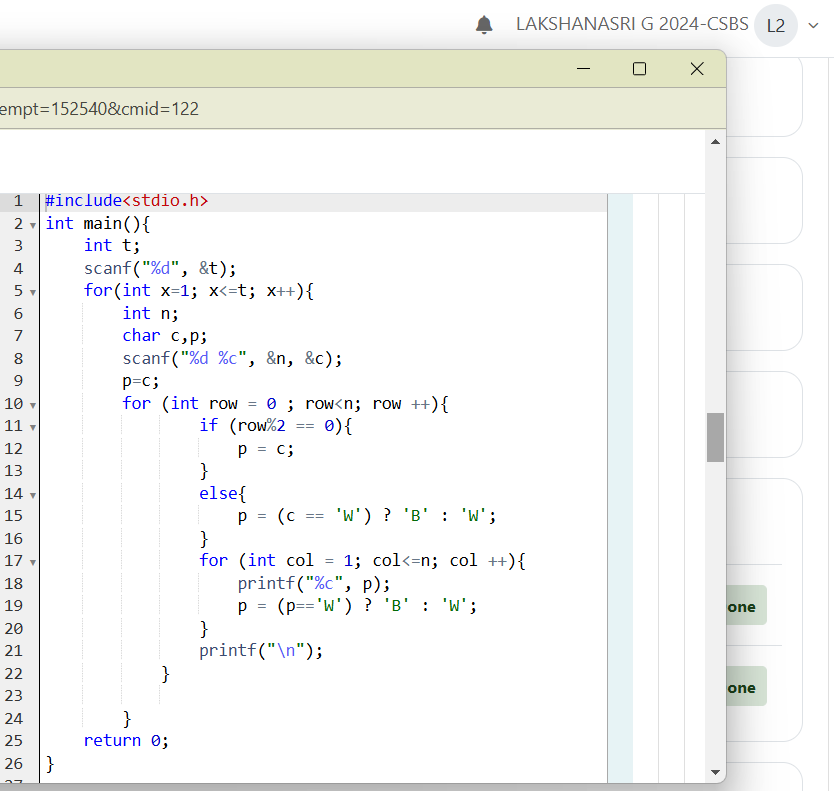 LAKSHANASRI G 2024-CSBS L2
empt=152540&cmid=122
1 #include<stdio.h>
2 int main(){
3     int t;
4     scanf("%d", &t);
5     for(int x=1; x<=t; x++){
6         int n;
7         char c,p;
8         scanf("%d %c", &n, &c);
9         p=c;
10         for (int row = 0 ; row<n; row ++){
11                 if (row%2 == 0){
12                     p = c;
13                 }
14                 else{
15                     p = (c == 'W') ? 'B' : 'W';
16                 }
17                 for (int col = 1; col<=n; col ++){
18                     printf("%c", p);
19                     p = (p=='W') ? 'B' : 'W';
20                 }
21                 printf("\n");
22             }
23
24         }
25     return 0;
26 }
one
one